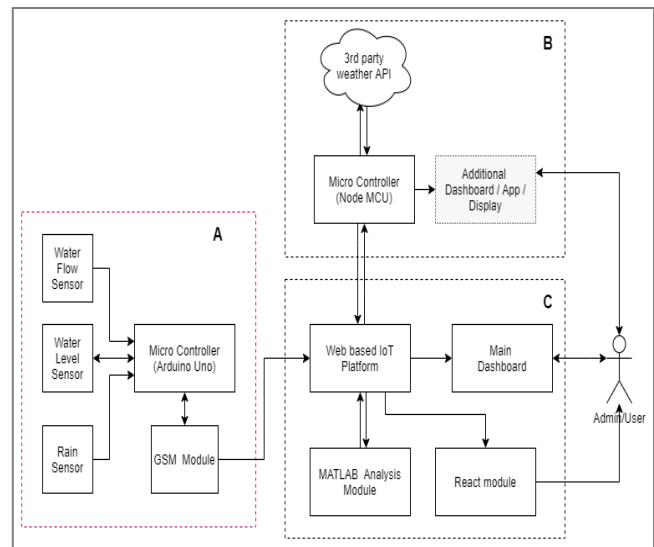 B
3rd party
weather API
Micro Controller
(Node MCU)
Additional
Dashboard / App /
Display
A
Water
Flow
Sensor
Water
Level
Sensor
Rain
Sensor
Micro Controller
(Arduino Uno)
GSM Module
C
Web based IoT
Platform
Main
Dashboard
MATLAB Analysis
Module
React module
Admin/User